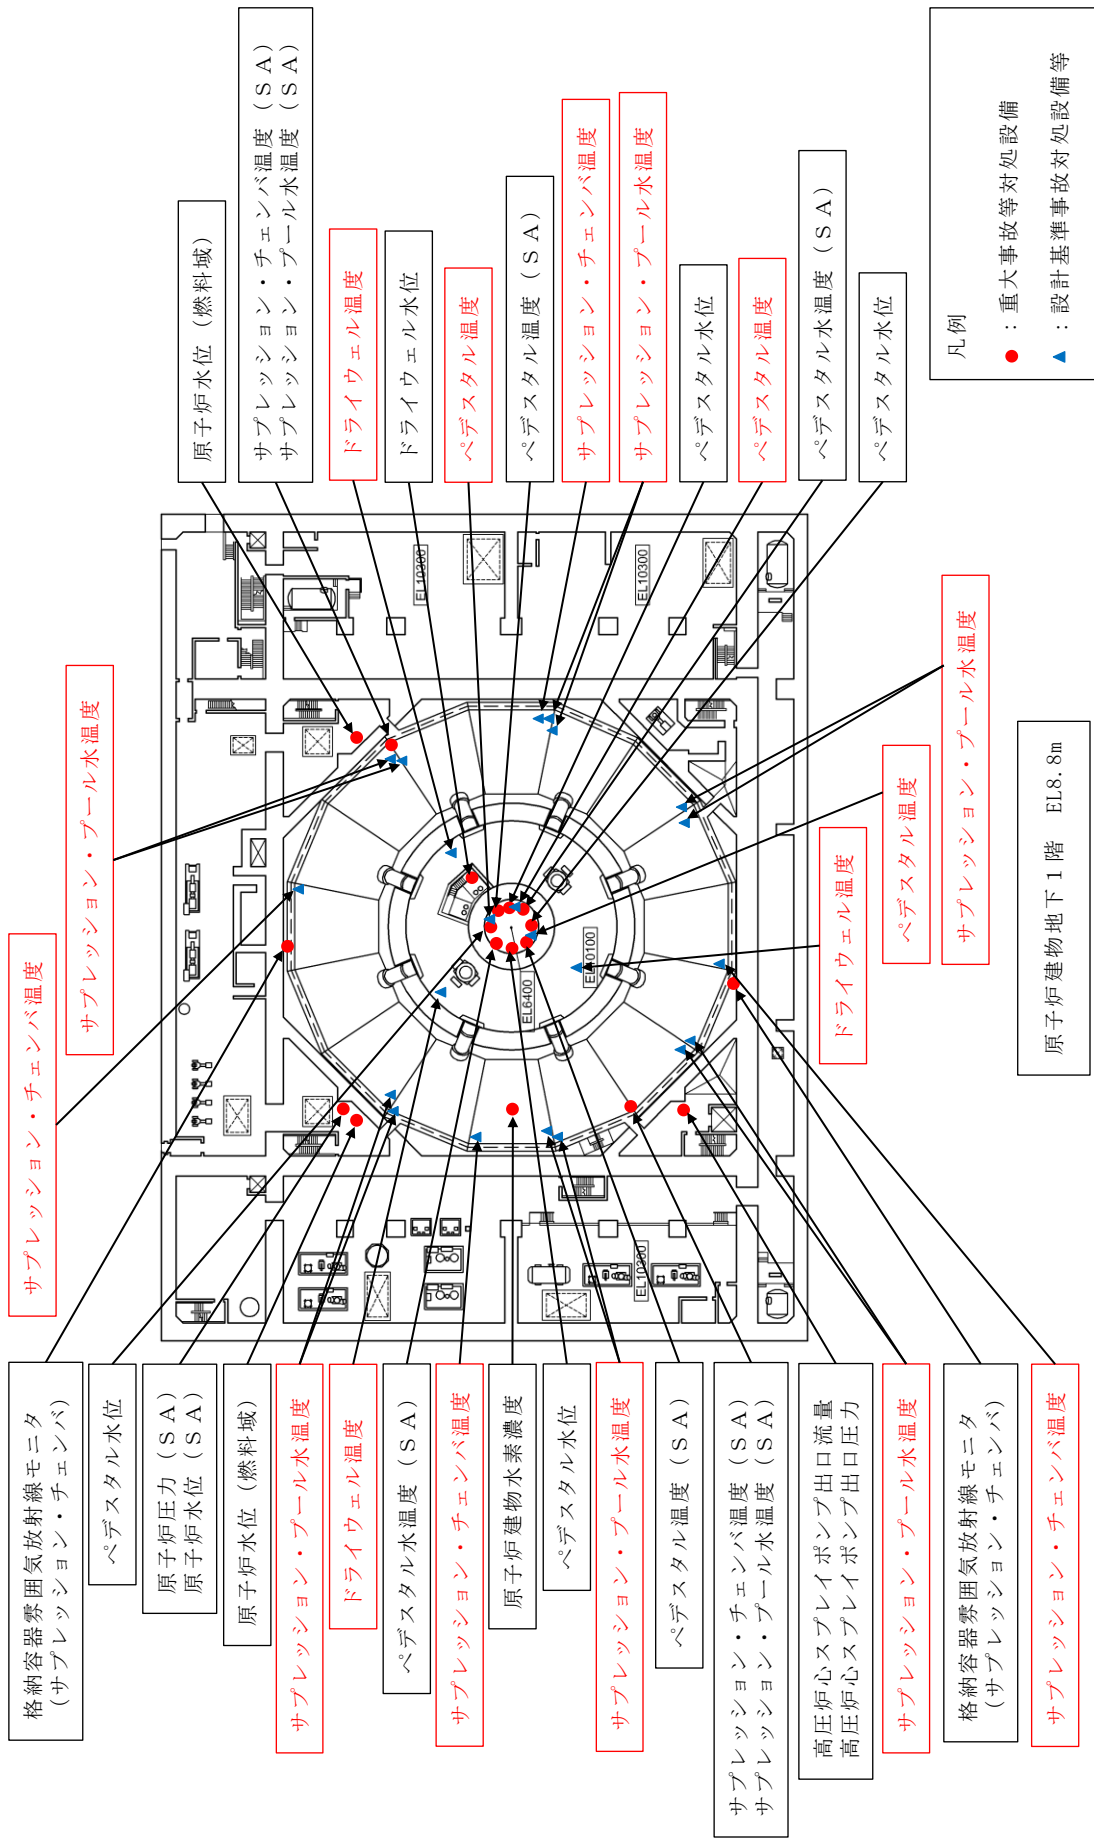 格納容器雰囲気放射線モニタ
(サプレッション・チェンバ)
ペデスタル水位
原子炉圧力（ＳＡ）
原子炉水位（ＳＡ）
原子炉水位（燃料域）
サプレッション・プール水温度
ドライウェル温度
ペデスタル水温度（ＳＡ）
サプレッション・チェンバ温度
原子炉建物水素濃度
ペデスタル水位
サプレッション・プール水温度
ペデスタル温度（ＳＡ）
サプレッション・チェンバ温度（ＳＡ）
サプレッション・プール水温度（ＳＡ）
高圧炉心スプレイポンプ出口流量
高圧炉心スプレイポンプ出口圧力
サプレッション・プール水温度
格納容器雰囲気放射線モニタ
(サプレッション・チェンバ)
サプレッション・チェンバ温度
サプレッション・チェンバ温度
サプレッション・プール水温度
EL10300
EL6400
EL10100
EL10300
EL10300
ドライウェル温度
ペデスタル温度
サプレッション・プール水温度
原子炉建物地下１階　EL8.8m
原子炉水位（燃料域）
サプレッション・チェンバ温度（ＳＡ）
サプレッション・プール水温度（ＳＡ）
ドライウェル温度
ドライウェル水位
ペデスタル温度
ペデスタル温度（ＳＡ）
サプレッション・チェンバ温度
サプレッション・プール水温度
ペデスタル水位
ペデスタル温度
ペデスタル水温度（ＳＡ）
ペデスタル水位
凡例
●：重大事故等対処設備
▲：設計基準事故対処設備等